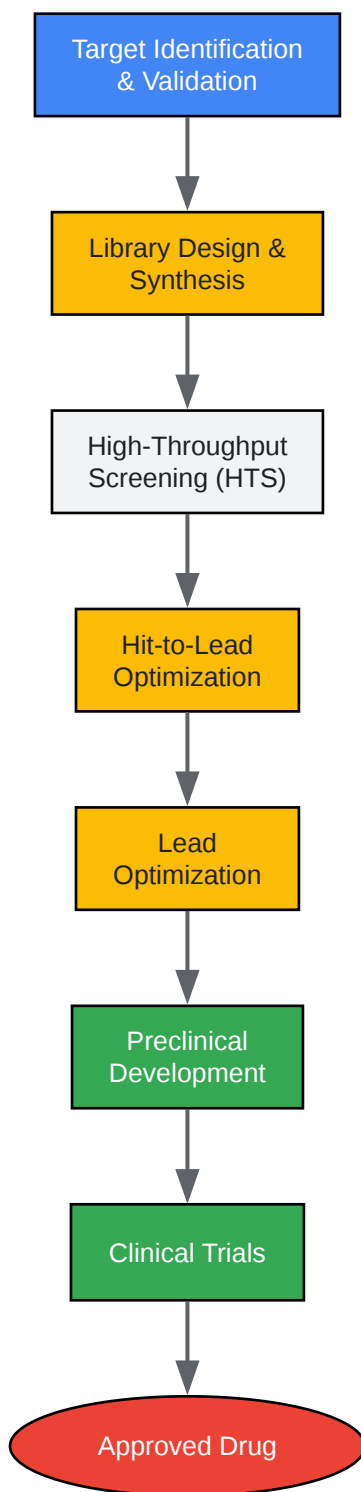 Target Identification
& Validation
Library Design &
Synthesis
High-Throughput
Screening (HTS)
Hit-to-Lead
Optimization
Lead
Optimization
Preclinical
Development
Clinical Trials
Approved Drug